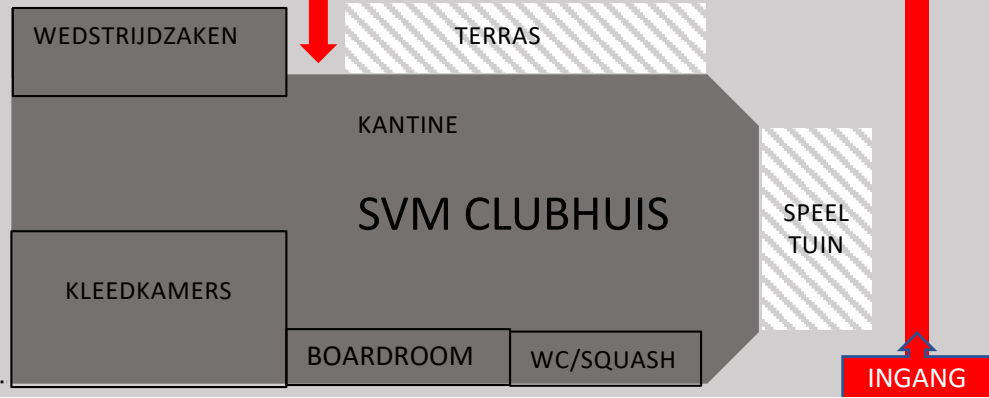 WEDSTRIJDZAKEN
TERRAS
KANTINE
SVM CLUBHUIS
SPEEL
TUIN
KLEEDKAMERS
BOARDROOM
WC/SQUASH
INGANG
.